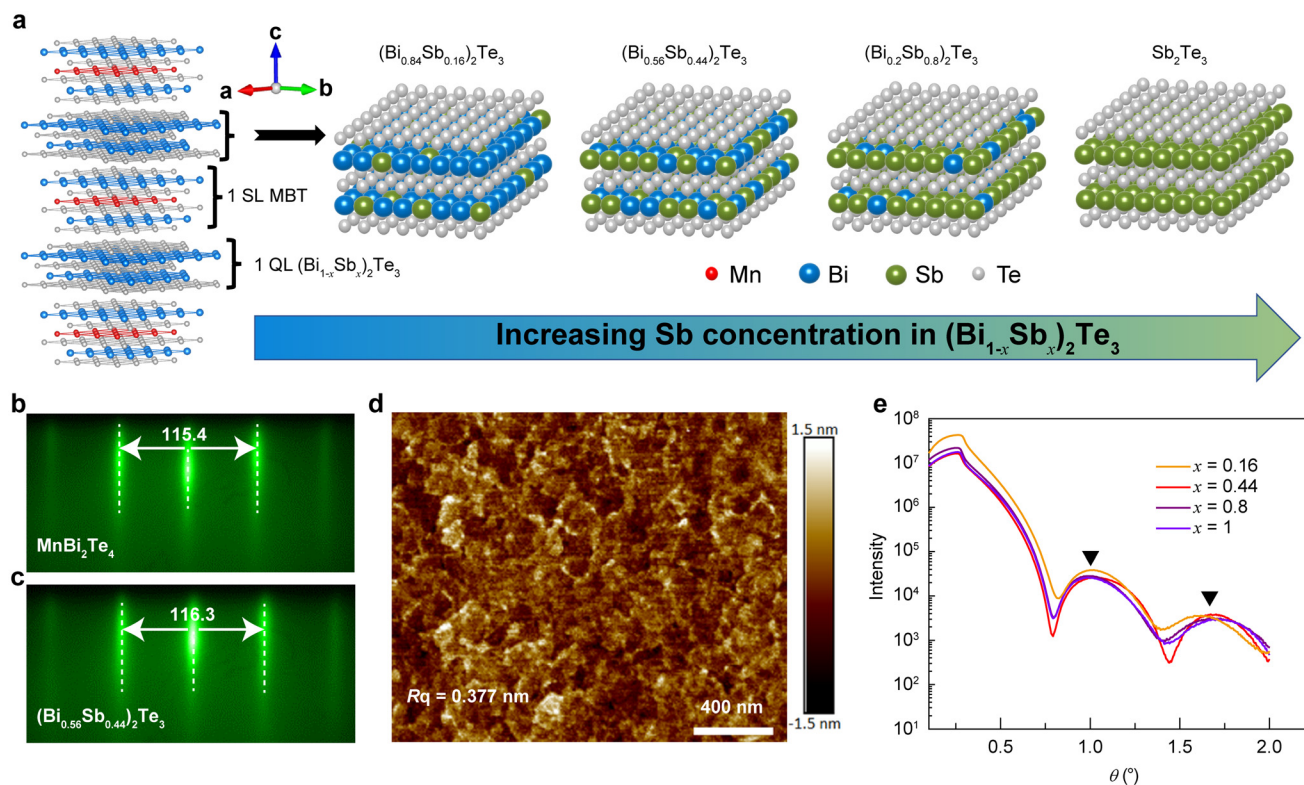 a
c
a
b
(Bi0.84Sb0.16)2Te3
(Bi0.56Sb0.44)2Te3
(Bi0.2Sb0.8)2Te3
Sb2Te3
1 SL MBT
1 QL (Bi1-xSbx)2Te3
Mn
Bi
Sb
Te
Increasing Sb concentration in (Bi1-xSbx)2Te3
b
115.4
MnBi2Te4
c
116.3
(Bi0.56Sb0.44)2Te3
d
Rq = 0.377 nm
400 nm
1.5 nm
-1.5 nm
e
Intensity
10^8
10^7
10^6
10^5
10^4
10^3
10^2
10^1
x = 0.16
x = 0.44
x = 0.8
x = 1
0.5
1.0
1.5
2.0
θ (°)